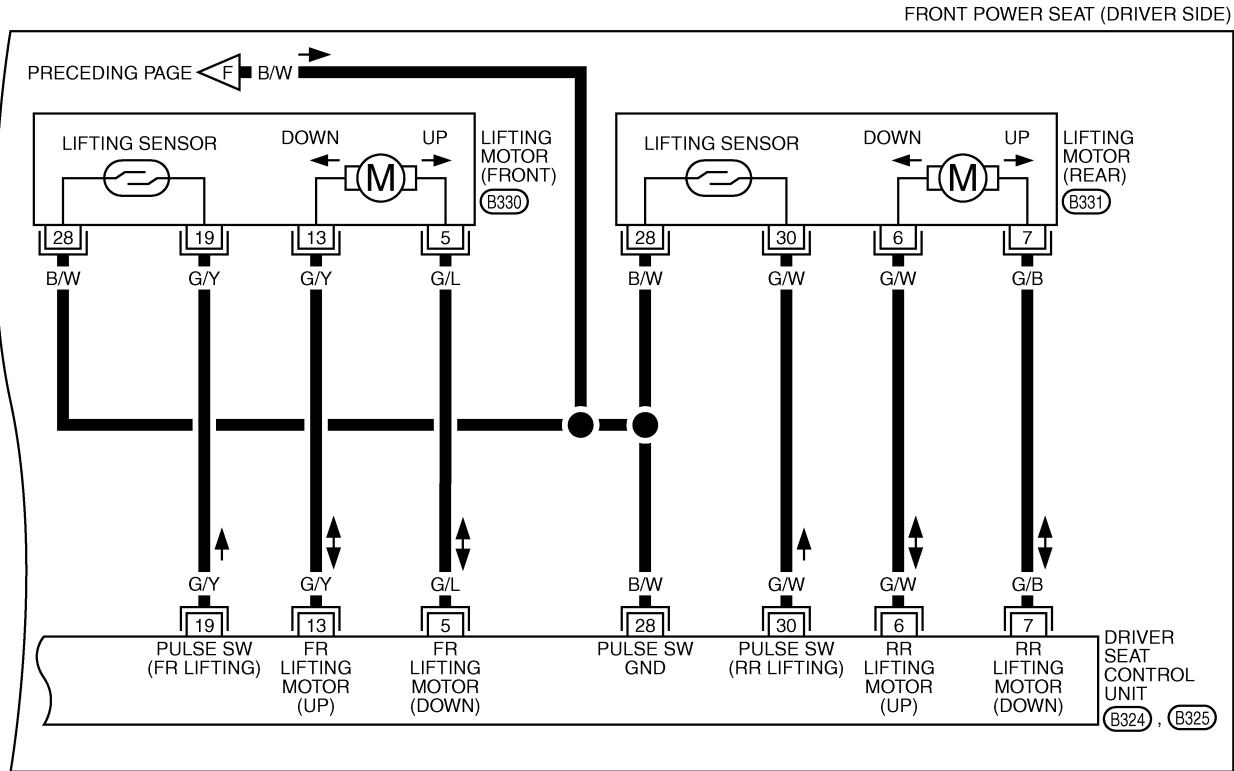 FRONT POWER SEAT (DRIVER SIDE)
PRECEDING PAGE F B/W
LIFTING SENSOR
DOWN
UP
M
LIFTING
MOTOR
(FRONT)
B330
LIFTING SENSOR
DOWN
UP
M
LIFTING
MOTOR
(REAR)
B331
28 19 13 5 28 30 6 7
B/W G/Y G/Y G/L B/W G/W G/W G/B
G/Y G/Y G/L B/W G/W G/W G/B
19 13 5 28 30 6 7
PULSE SW
(FR LIFTING)
FR
LIFTING
MOTOR
(UP)
FR
LIFTING
MOTOR
(DOWN)
PULSE SW
GND
PULSE SW
(RR LIFTING)
RR
LIFTING
MOTOR
(UP)
RR
LIFTING
MOTOR
(DOWN)
DRIVER
SEAT
CONTROL
UNIT
B324 , B325